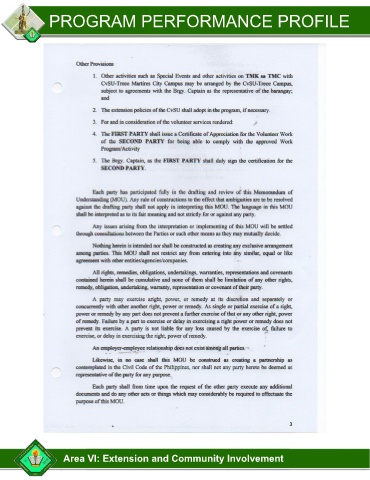 PROGRAM PERFORMANCE PROFILE
Other Provisions
1. Other activities such as Special Events and other activities on TMK sa TMC with
CvSU-Trece Martires City Campus may be arranged by the CvSU-Trece Campus,
subject to agreements with the Brgy. Captain as the representative of the barangay;
and
2. The extension policies of the CvSU shall adopt in the program, if necessary.
3. For and in consideration of the volunteer services rendered:
4. The FIRST PARTY shall issue a Certificate of Appreciation for the Volunteer Work
of the SECOND PARTY for being able to comply with the approved Work
Program/Activity
5. The Brgy. Captain, as the FIRST PARTY shall duly sign the certification for the
SECOND PARTY.
Each party has participated fully in the drafting and review of this Memorandum of
Understanding (MOU). Any rule of constructions to the effect that ambiguities are to be resolved
against the drafting party shall not apply in interpreting this MOU. The language in this MOU
shall be interpreted as to its fair meaning and not strictly for or against any party.
Any issues arising from the interpretation or implementing of this MOU will be settled
through consultations between the Parties or such other means as they may mutually decide.
Nothing herein is intended nor shall be constructed as creating any exclusive arrangement
among parties. This MOU shall not restrict any from entering into any similar, equal or like
agreement with other entities/agencies/companies.
All rights, remedies, obligations, undertakings, warranties, representations and covenants
contained herein shall be cumulative and none of them shall be limitation of any other rights,
remedy, obligation, undertaking, warranty, representation or covenant of their party.
A party may exercise aright, power, or remedy at its discretion and separately or
concurrently with other another right, power or remedy. As single or partial exercise of a right,
power or remedy by any part does not prevent a further exercise of that or any other right, power
of remedy. Failure by a part to exercise or delay in exercising a right power or remedy does not
prevent its exercise. A party is not liable for any loss caused by the exercise of, failure to
exercise, or delay in exercising the right, power of remedy.
An employer-employee relationship does not exist among all parties.
Likewise, in no case shall this MOU be construed as creating a partnership as
contemplated in the Civil Code of the Philippines, nor shall not any party hereto be deemed as
representative of the party for any purpose.
Each party shall from time upon the request of the other party execute any additional
documents and do any other acts or things which may considerably be required to effectuate the
purpose of this MOU.
3
Area VI: Extension and Community Involvement